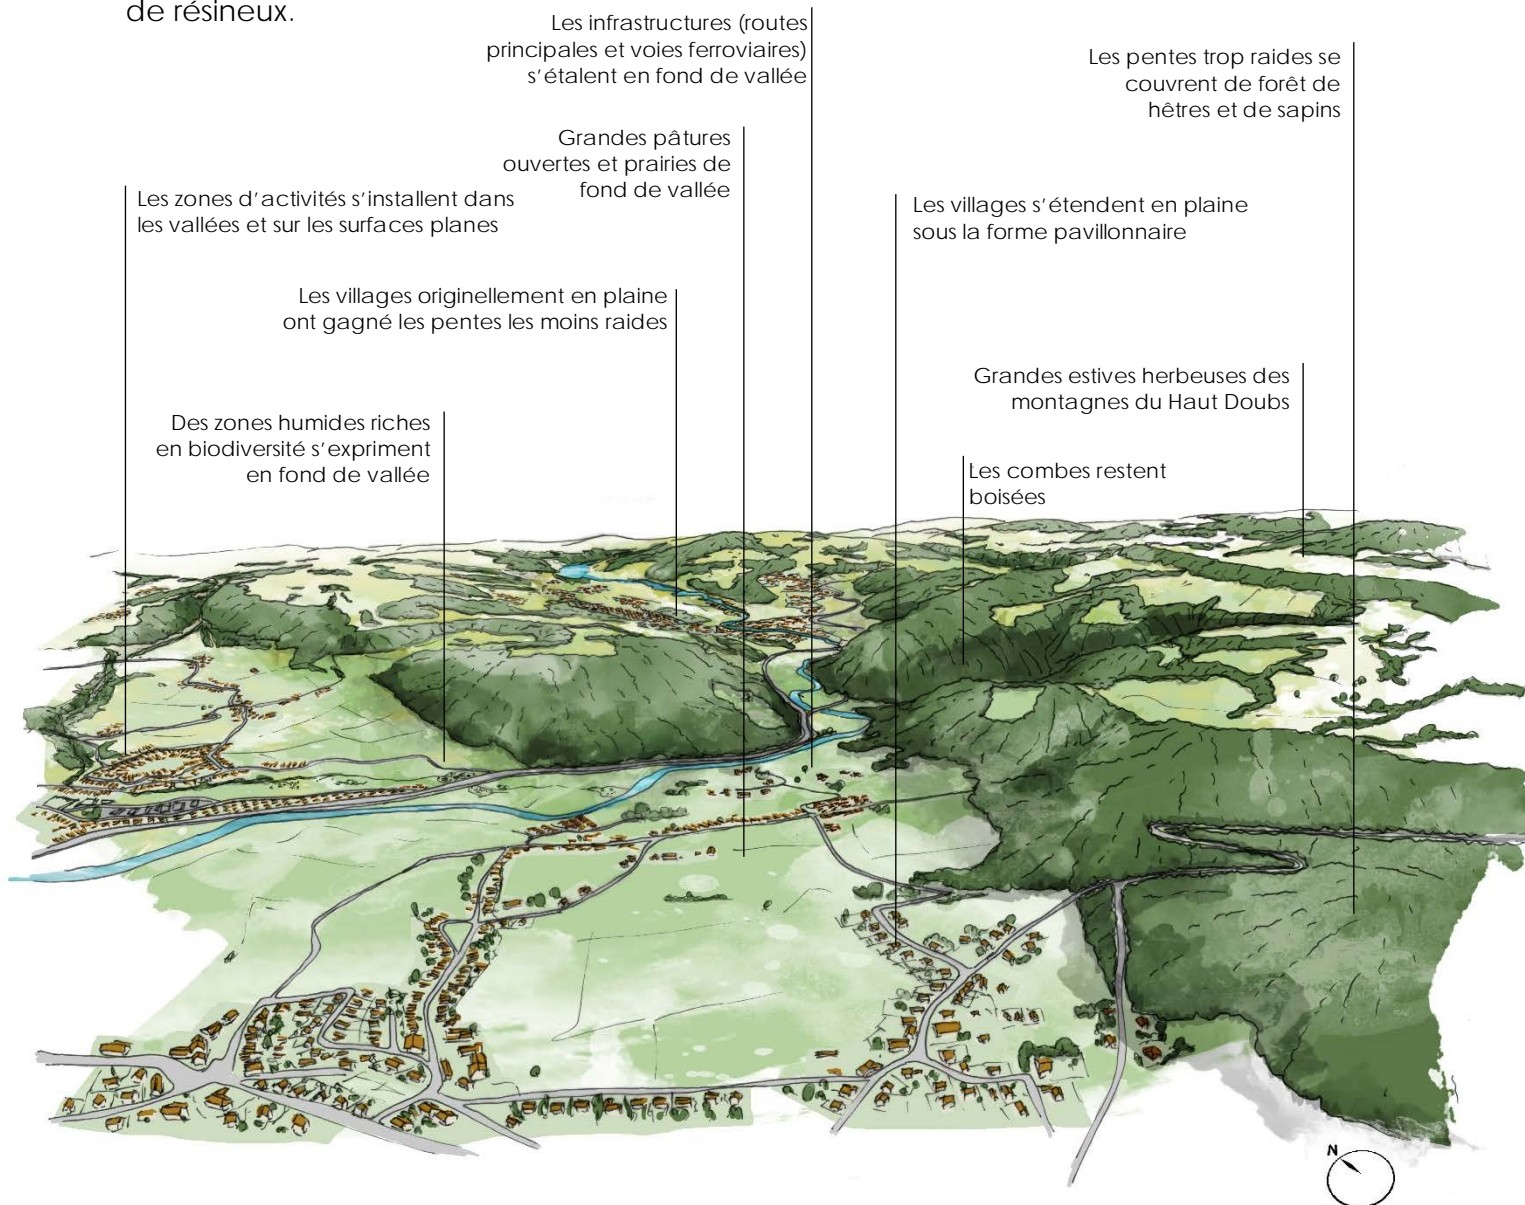 de résineux.
Les infrastructures (routes
principales et voies ferroviaires)
s'étalent en fond de vallée
Les pentes trop raides se
couvrent de forêt de
hêtres et de sapins
Grandes pâtures
ouvertes et prairies de
fond de vallée
Les zones d'activités s'installent dans
les vallées et sur les surfaces planes
Les villages s'étendent en plaine
sous la forme pavillonnaire
Les villages originellement en plaine
ont gagné les pentes les moins raides
Grandes estives herbeuses des
montagnes du Haut Doubs
Des zones humides riches
en biodiversité s'expriment
en fond de vallée
Les combes restent
boisées
N